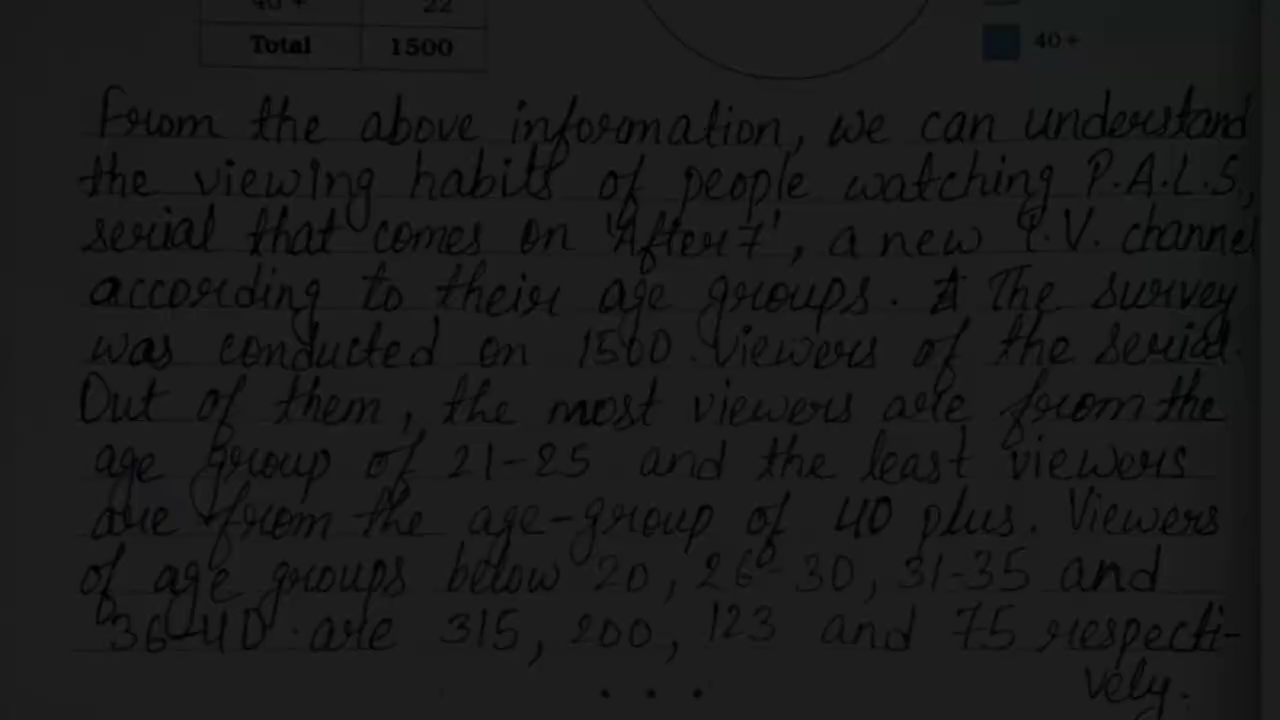 40 + 22
Total 1500
40 +
From the above information, we can understand
the viewing habits of people watching P.A.L.S,
serial that comes on 'After 7', a new T.V. channel
according to their age groups. The survey
was conducted on 1500 viewers of the serial.
Out of them, the most viewers are from the
age group of 21-25 and the least viewers
are from the age-group of 40 plus. Viewers
of age groups below 20, 26-30, 31-35 and
36-40 are 315, 200, 123 and 75 respecti-
vely.